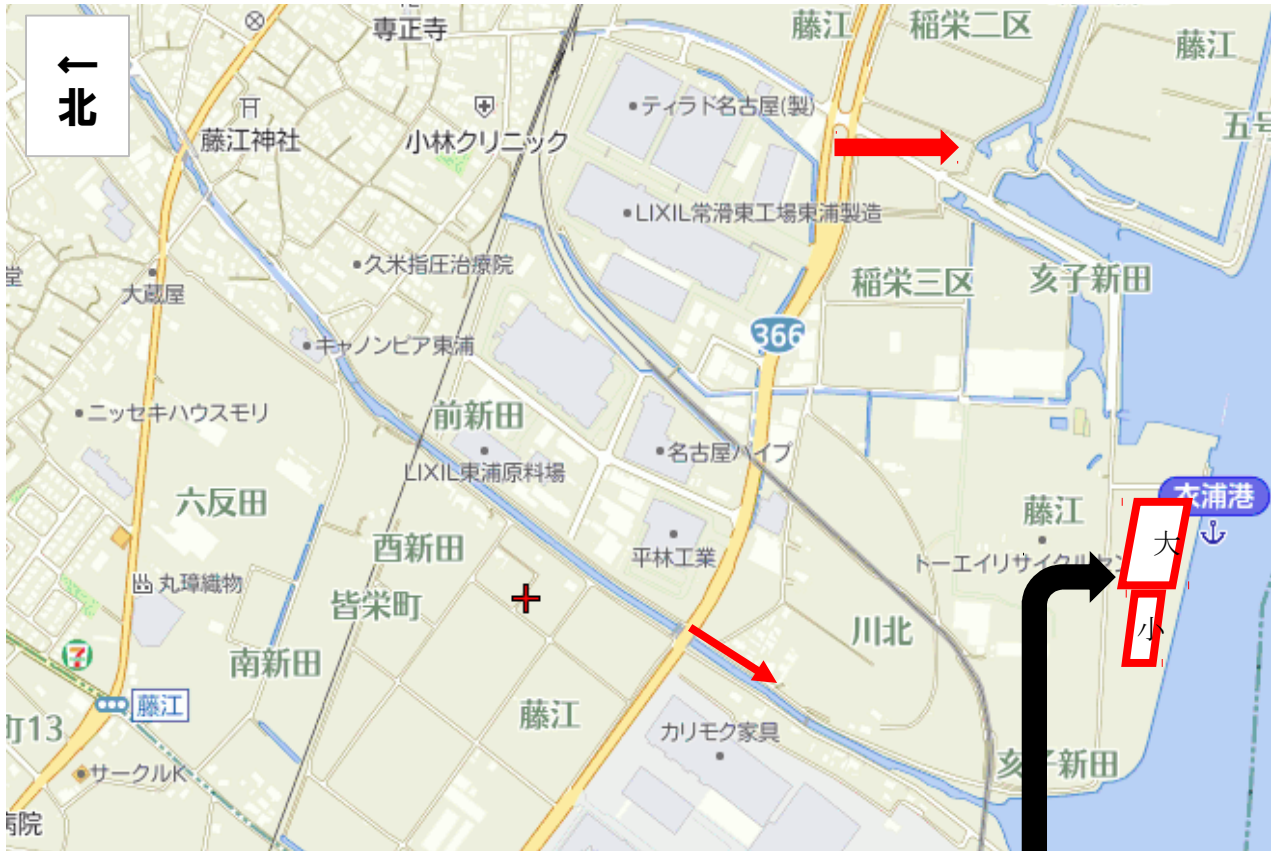 ←
北
専正寺
藤江
稲栄二区
藤江
五号
ティラド名古屋(製)
藤江神社
小林クリニック
LIXIL常滑東工場東浦製造
久米指圧治療院
稲栄三区
亥子新田
堂
大蔵屋
366
キャノンピア東浦
ニッセキハウスモリ
前新田
名古屋パイプ
LIXIL東浦原料場
六反田
衣浦港
藤江
酉新田
大
平林工業
トーエイリサイクルセン
丸璋織物
皆栄町
小
川北
7
南新田
藤江
藤江
町13
カリモク家具
亥子新田
サークルK
病院